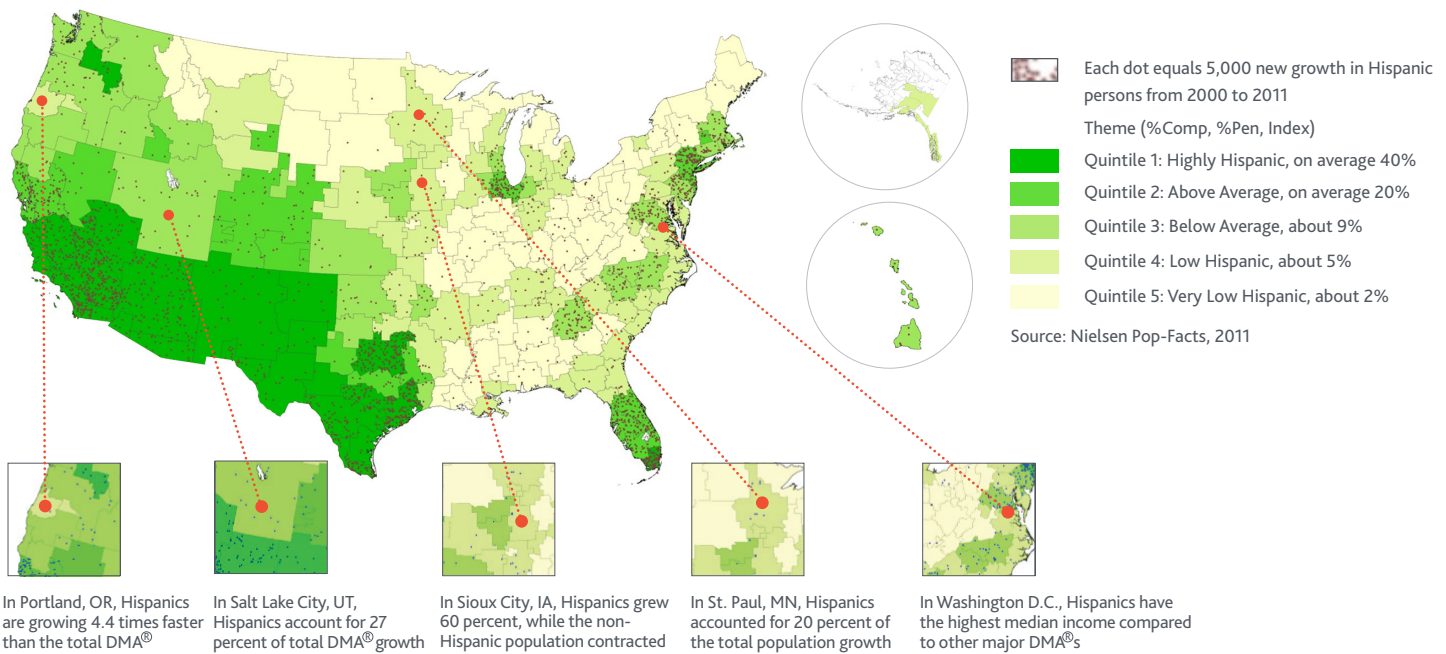 Each dot equals 5,000 new growth in Hispanic
persons from 2000 to 2011
Theme (%Comp, %Pen, Index)
Quintile 1: Highly Hispanic, on average 40%
Quintile 2: Above Average, on average 20%
Quintile 3: Below Average, about 9%
Quintile 4: Low Hispanic, about 5%
Quintile 5: Very Low Hispanic, about 2%
Source: Nielsen Pop-Facts, 2011
In Portland, OR, Hispanics
are growing 4.4 times faster
than the total DMA®
In Salt Lake City, UT,
Hispanics account for 27
percent of total DMA® growth
In Sioux City, IA, Hispanics grew
60 percent, while the non-
Hispanic population contracted
In St. Paul, MN, Hispanics
accounted for 20 percent of
the total population growth
In Washington D.C., Hispanics have
the highest median income compared
to other major DMA®s